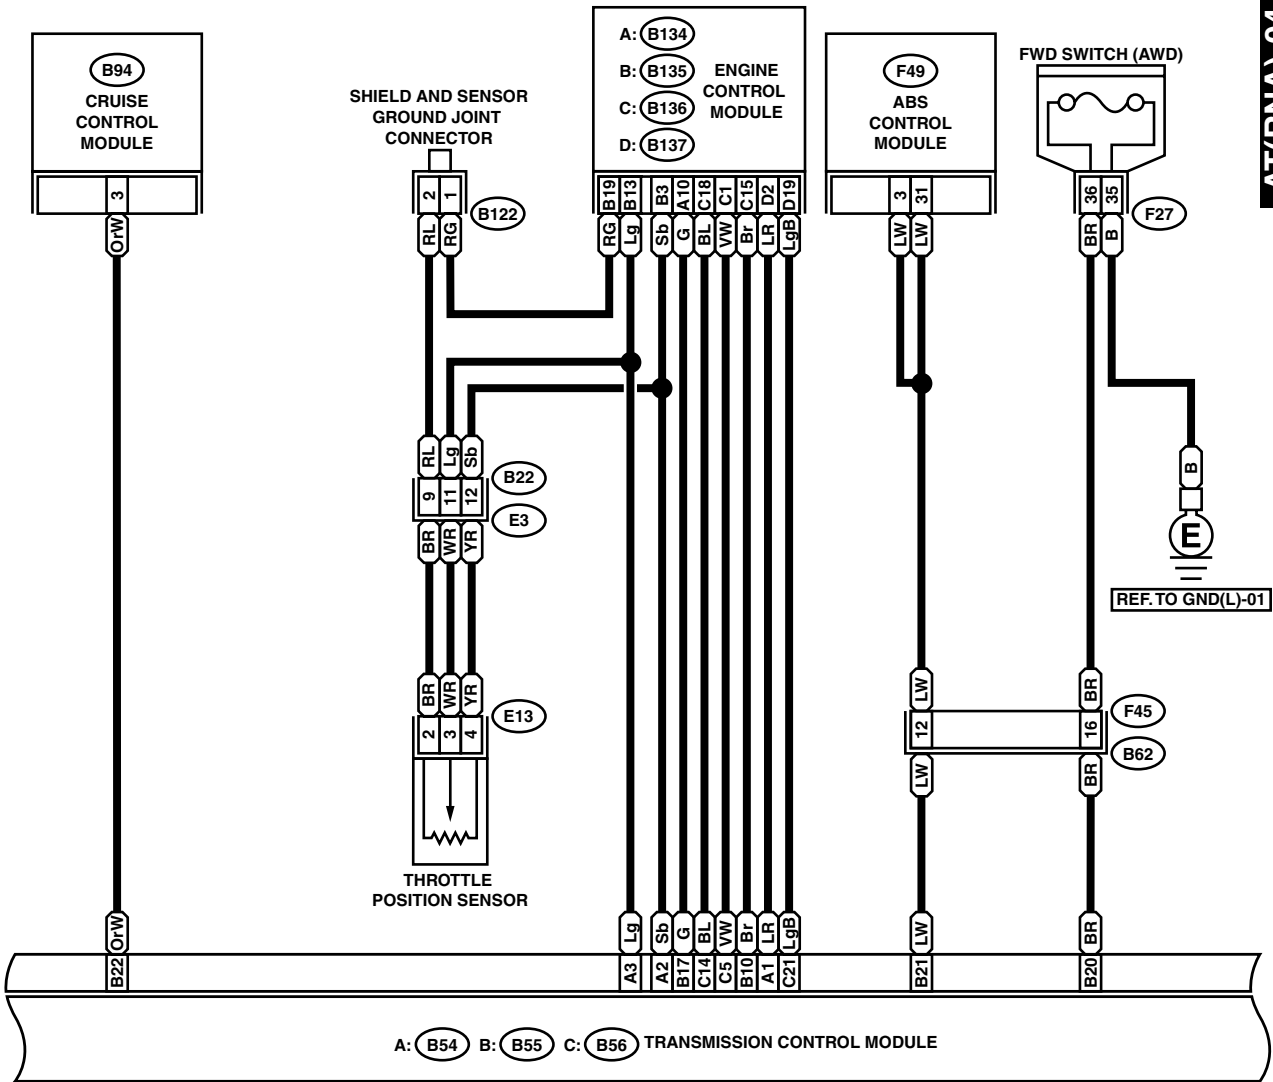 AT(DNA)-04
B94
CRUISE
CONTROL
MODULE
3
OrW
SHIELD AND SENSOR
GROUND JOINT
CONNECTOR
2 1
B122
RL RG
A: B134
B: B135
C: B136
D: B137
ENGINE
CONTROL
MODULE
B19 B13 B3 A10 C18 C1 C15 D2 D19
RG Lg Sb G BL VW Br LR LgB
F49
ABS
CONTROL
MODULE
3 31
LW LW
FWD SWITCH (AWD)
36 35
F27
BR B
RL Lg Sb
B22
9 11 12
E3
BR WR YR
B
E
REF. TO GND(L)-01
BR WR YR
E13
2 3 4
THROTTLE
POSITION SENSOR
LW BR
F45
12 16
B62
LW BR
OrW Lg Sb G BL VW Br LR LgB LW BR
B22 A3 A2 B17 C14 C5 B10 A1 C21 B21 B20
A: B54 B: B55 C: B56 TRANSMISSION CONTROL MODULE